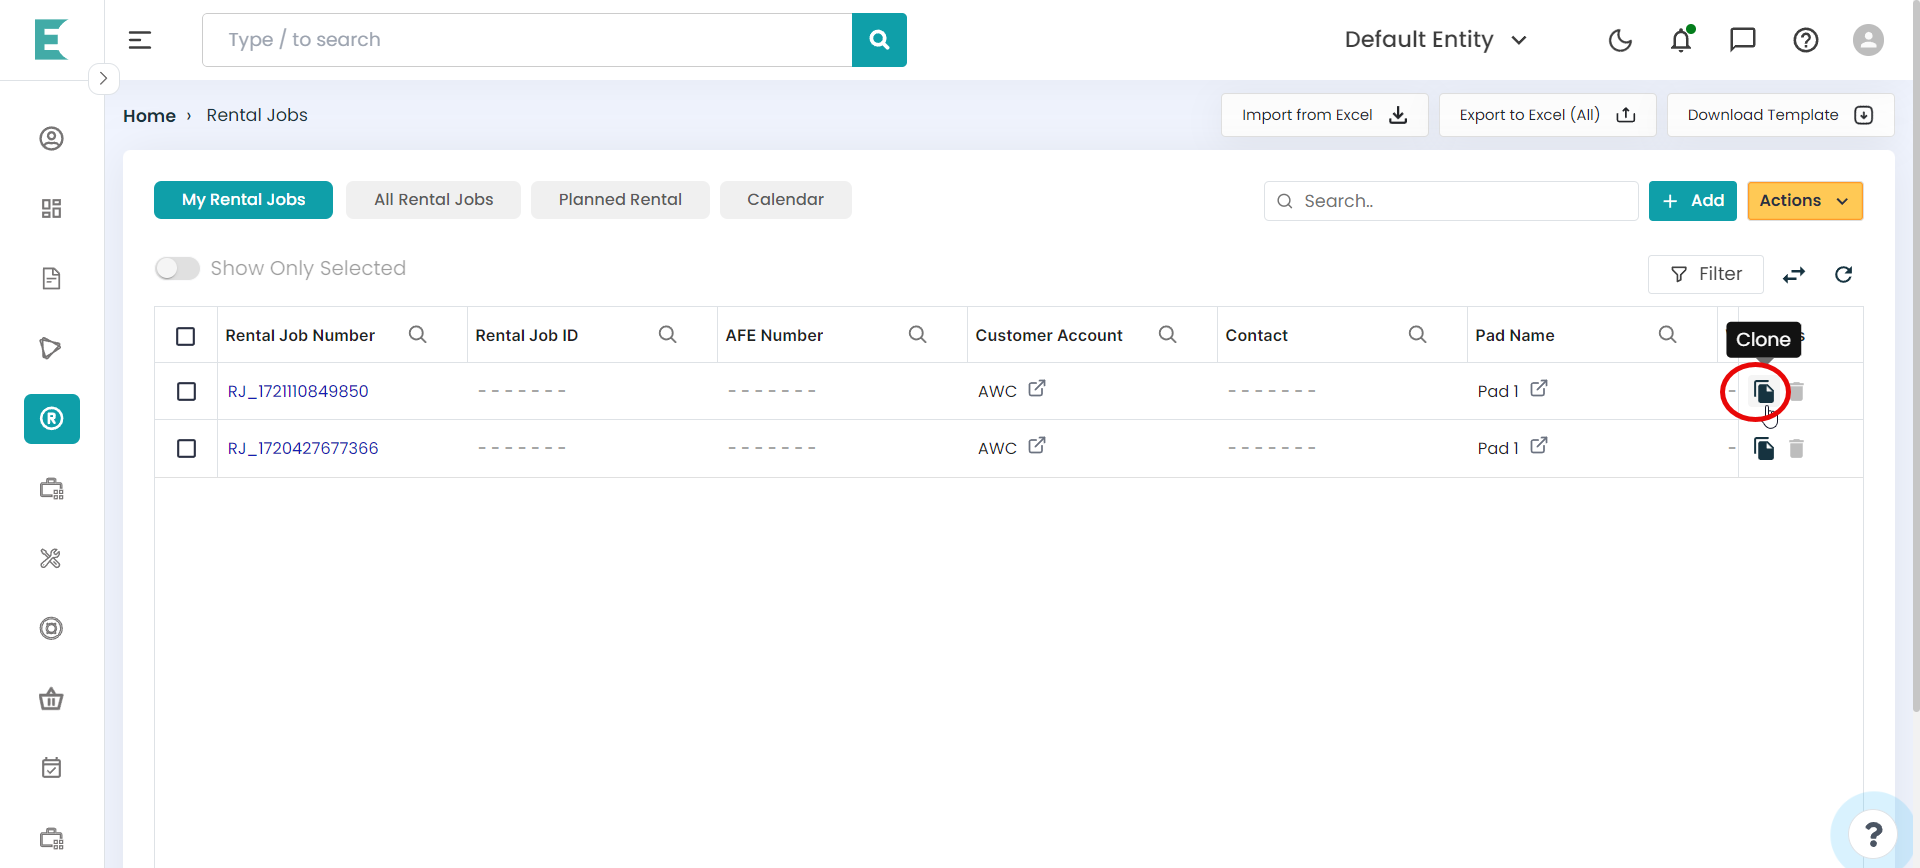 E
Type / to search
Default Entity
Home › Rental Jobs
Import from Excel
Export to Excel (All)
Download Template
My Rental Jobs
All Rental Jobs
Planned Rental
Calendar
Search..
+ Add
Actions
Show Only Selected
Filter
Rental Job Number
Rental Job ID
AFE Number
Customer Account
Contact
Pad Name
Clone
RJ_1721110849850
- - - - - - -
- - - - - - -
AWC
- - - - - - -
Pad 1
-
RJ_1720427677366
- - - - - - -
- - - - - - -
AWC
- - - - - - -
Pad 1
-
R
?